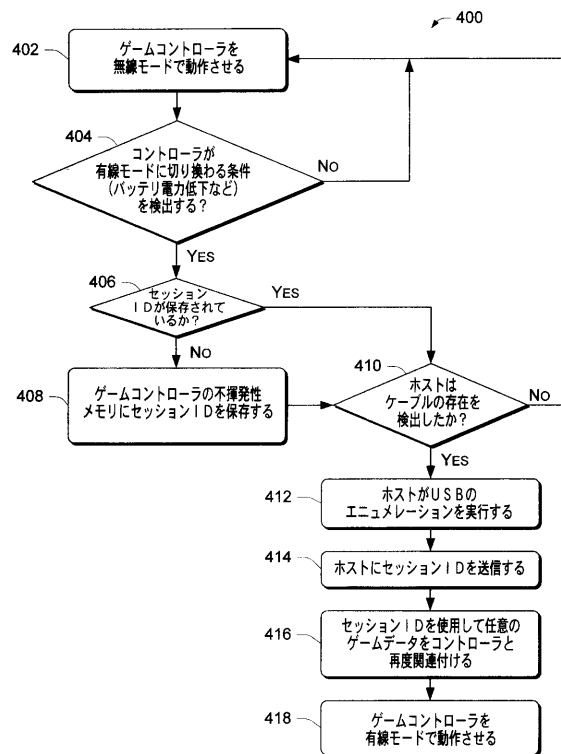 400
402
ゲームコントローラを
無線モードで動作させる
404
コントローラが
有線モードに切り換わる条件
（バッテリ電力低下など）
を検出する？
NO
YES
406
セッション
ＩＤが保存されて
いるか？
YES
NO
408
ゲームコントローラの不揮発性
メモリにセッションＩＤを保存する
410
ホストは
ケーブルの存在を
検出したか？
NO
YES
412
ホストがＵＳＢの
エニュメレーションを実行する
414
ホストにセッションＩＤを送信する
416
セッションＩＤを使用して任意の
ゲームデータをコントローラと
再度関連付ける
418
ゲームコントローラを
有線モードで動作させる